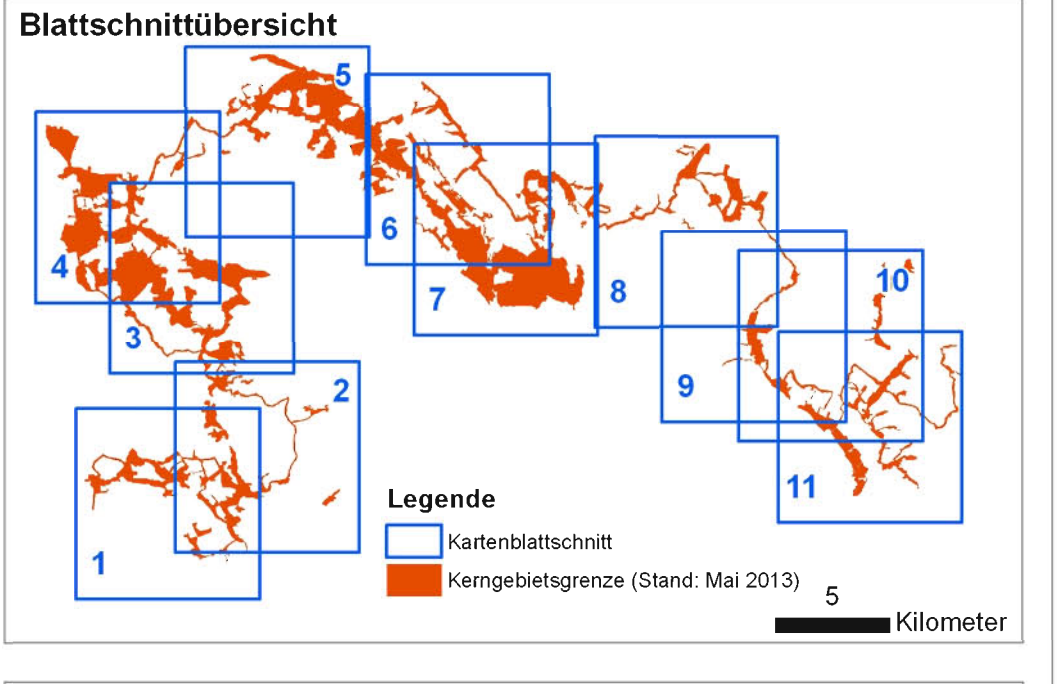 Blattschnittübersicht
5
4
6
10
7
8
3
2
9
11
1
Legende
Kartenblattschnitt
Kerngebietsgrenze (Stand: Mai 2013)
5
Kilometer